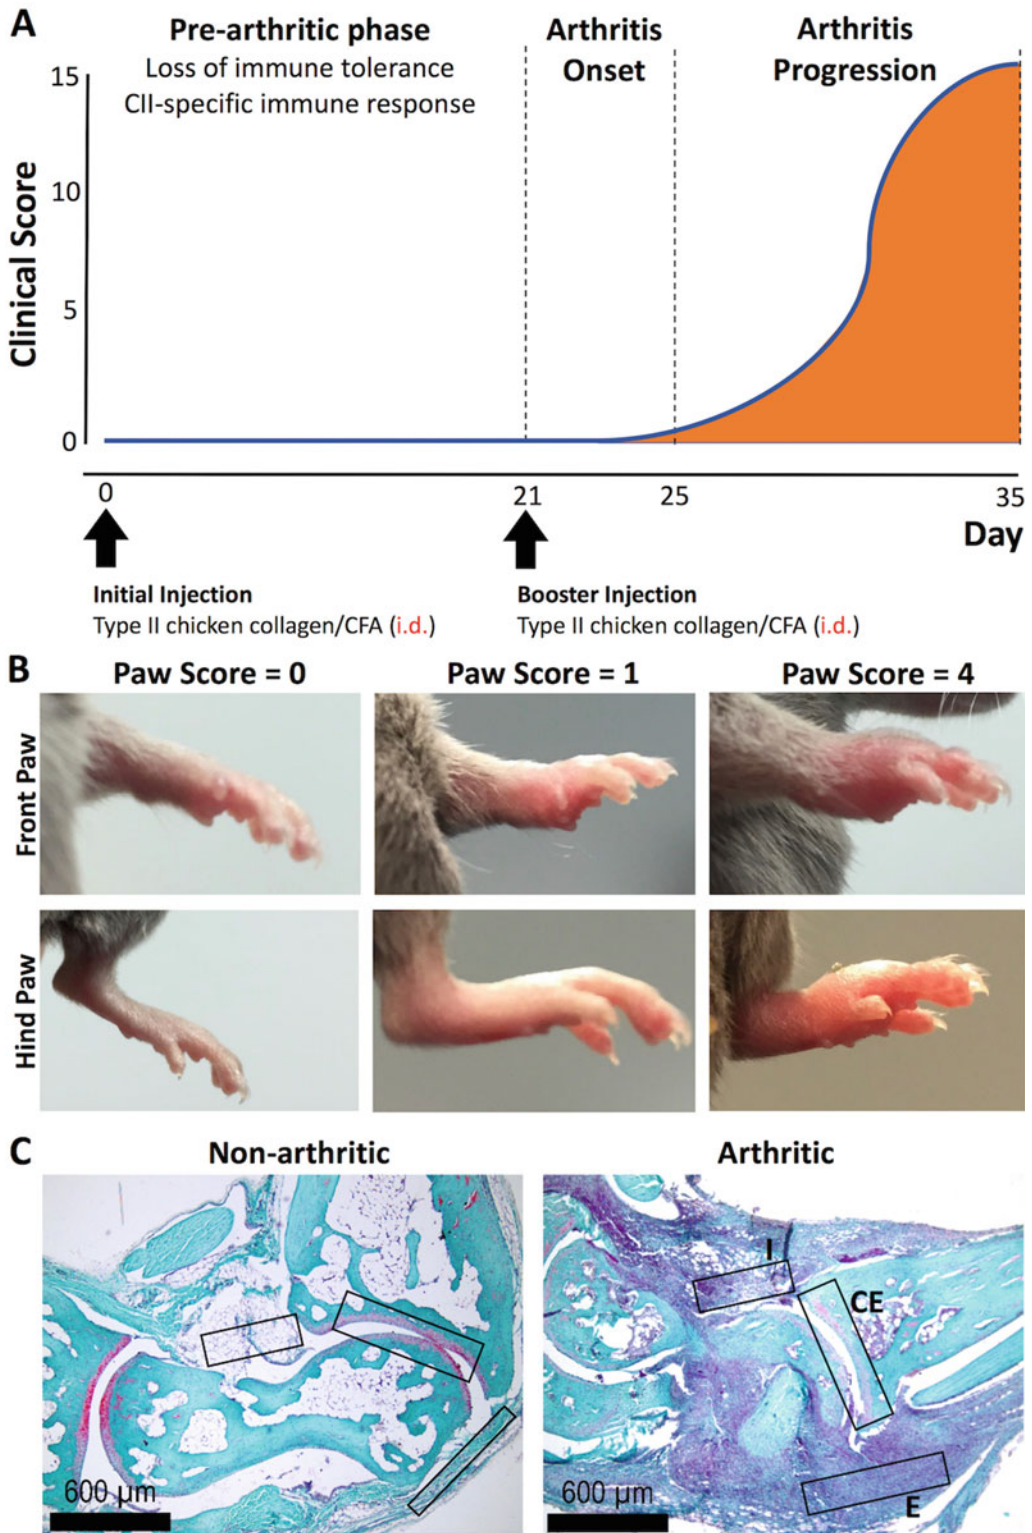 A
Pre-arthritic phase
Loss of immune tolerance
CII-specific immune response
Arthritis
Onset
Arthritis
Progression
Clinical Score
15
10
5
0
0
21
25
35
Day
Initial Injection
Type II chicken collagen/CFA (i.d.)
Booster Injection
Type II chicken collagen/CFA (i.d.)
B
Paw Score = 0
Paw Score = 1
Paw Score = 4
Front Paw
Hind Paw
C
Non-arthritic
Arthritic
600 µm
I
CE
E
600 µm